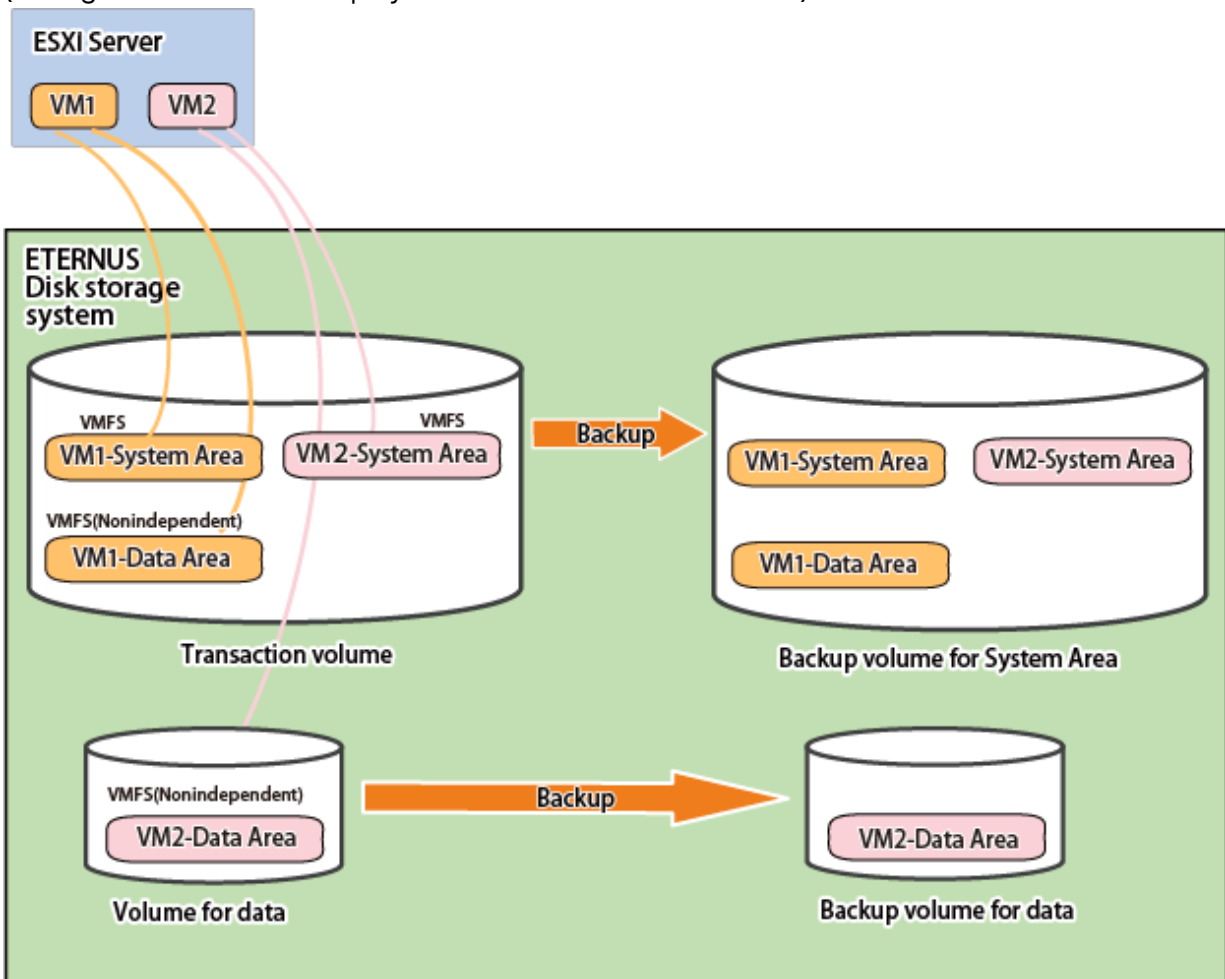 ESXI Server
VM1
VM2
ETERNUS
Disk storage
system
VMFS
VMFS
VM1-System Area
VM2-System Area
VMFS(Nonindependent)
VM1-Data Area
Transaction volume
Backup
VM1-System Area
VM2-System Area
VM1-Data Area
Backup volume for System Area
VMFS(Nonindependent)
VM2-Data Area
Volume for data
Backup
VM2-Data Area
Backup volume for data